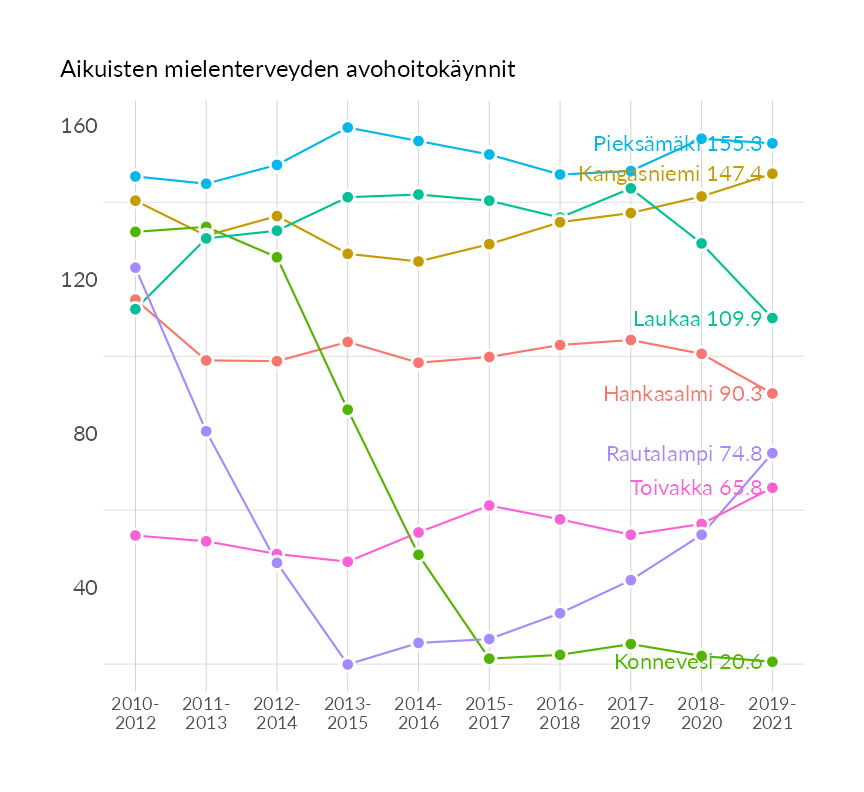 Aikuisten mielenterveyden avohoitokäynnit
160
120
80
40
Pieksämäki 155.3
Kangasniemi 147.4
Laukaa 109.9
Hankasalmi 90.3
Rautalampi 74.8
Toivakka 65.8
Konnevesi 20.6
2010- 2011- 2012- 2013- 2014- 2015- 2016- 2017- 2018- 2019-
2012 2013 2014 2015 2016 2017 2018 2019 2020 2021